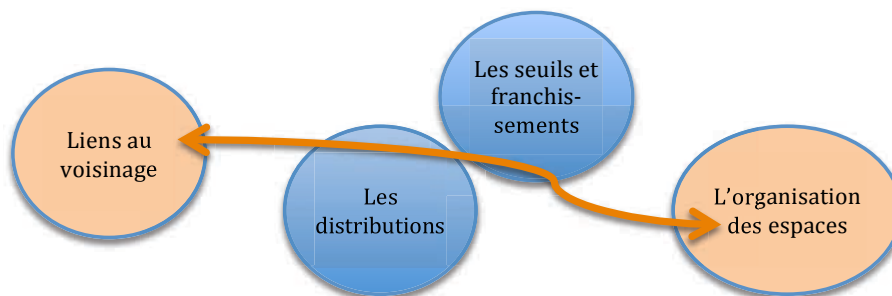 Liens au
voisinage
Les
distributions
Les seuils et
franchis-
sements
L’organisation
des espaces